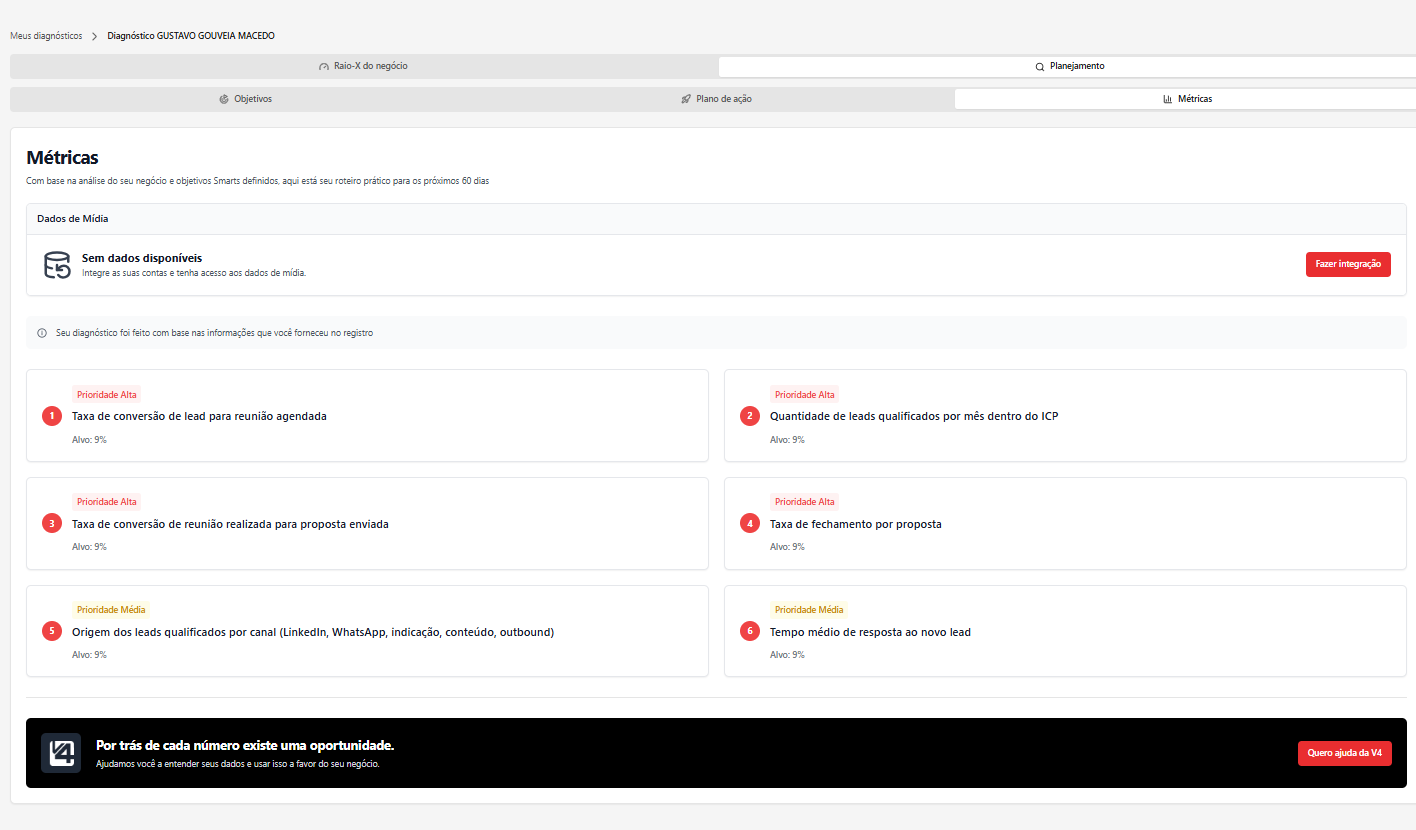 Meus diagnósticos > Diagnóstico GUSTAVO GOUVEIA MACEDO
Raio-X do negócio
Planejamento
Objetivos
Plano de ação
Métricas
Métricas
Com base na análise do seu negócio e objetivos Smarts definidos, aqui está seu roteiro prático para os próximos 60 dias
Dados de Mídia
Sem dados disponíveis
Integre as suas contas e tenha acesso aos dados de mídia.
Fazer integração
Seu diagnóstico foi feito com base nas informações que você forneceu no registro
Prioridade Alta
1 Taxa de conversão de lead para reunião agendada
Alvo: 9%
Prioridade Alta
2 Quantidade de leads qualificados por mês dentro do ICP
Alvo: 9%
Prioridade Alta
3 Taxa de conversão de reunião realizada para proposta enviada
Alvo: 9%
Prioridade Alta
4 Taxa de fechamento por proposta
Alvo: 9%
Prioridade Média
5 Origem dos leads qualificados por canal (LinkedIn, WhatsApp, indicação, conteúdo, outbound)
Alvo: 9%
Prioridade Média
6 Tempo médio de resposta ao novo lead
Alvo: 9%
V4
Por trás de cada número existe uma oportunidade.
Ajudamos você a entender seus dados e usar isso a favor do seu negócio.
Quero ajuda da V4